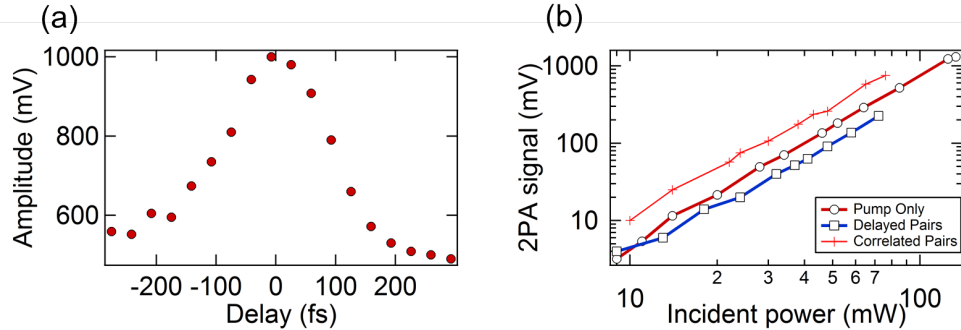 (a)
1000
800
600
Amplitude (mV)
-200
-100
0
100
200
Delay (fs)
(b)
1000
100
10
2PA signal (mV)
Pump Only
Delayed Pairs
Correlated Pairs
10
2
3
4
5
6
7
100
Incident power (mW)